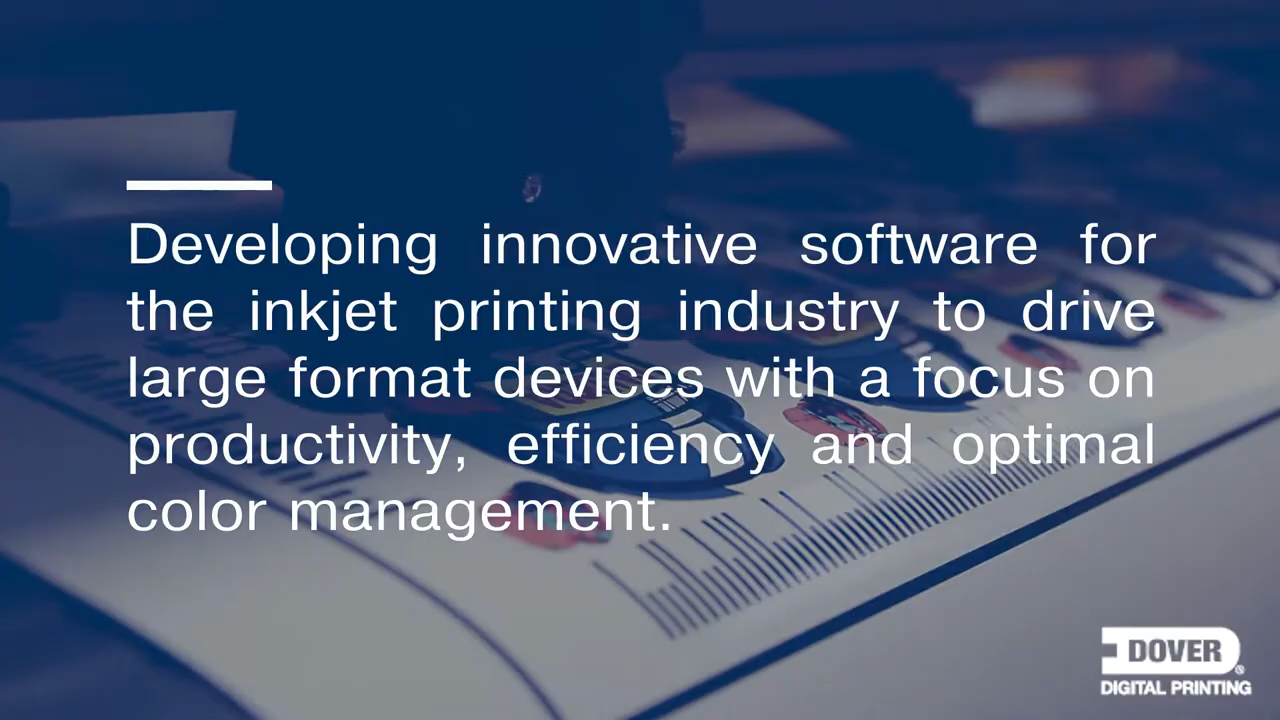 Developing innovative software for
the inkjet printing industry to drive
large format devices with a focus on
productivity, efficiency and optimal
color management.
DOVER®
DIGITAL PRINTING